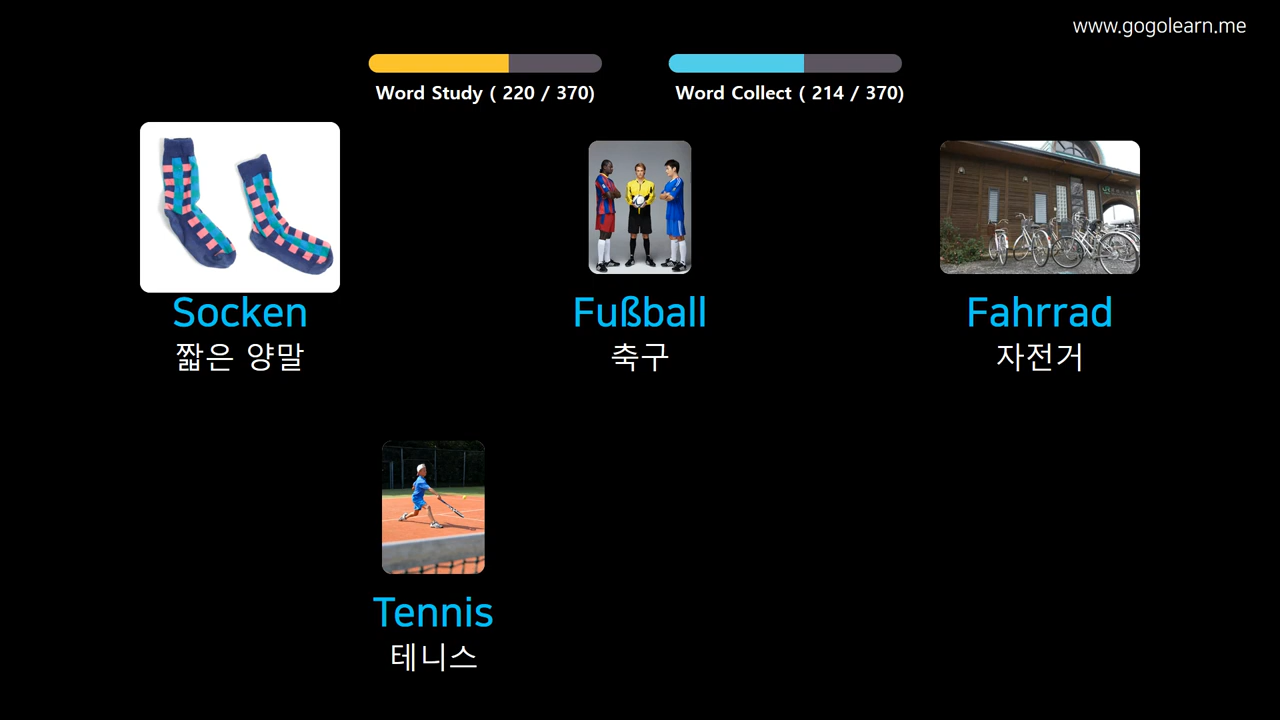 www.gogolearn.me
Word Study ( 220 / 370)
Word Collect ( 214 / 370)
Socken
짧은 양말
Fußball
축구
Fahrrad
자전거
Tennis
테니스